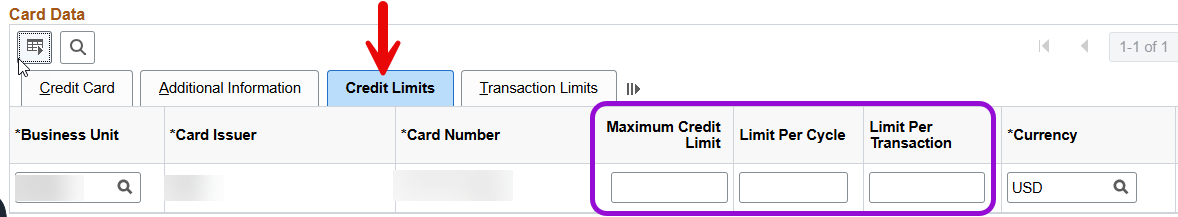 Card Data
1-1 of 1
Credit Card Additional Information Credit Limits Transaction Limits
*Business Unit *Card Issuer *Card Number Maximum Credit Limit Limit Per Cycle Limit Per Transaction *Currency
USD